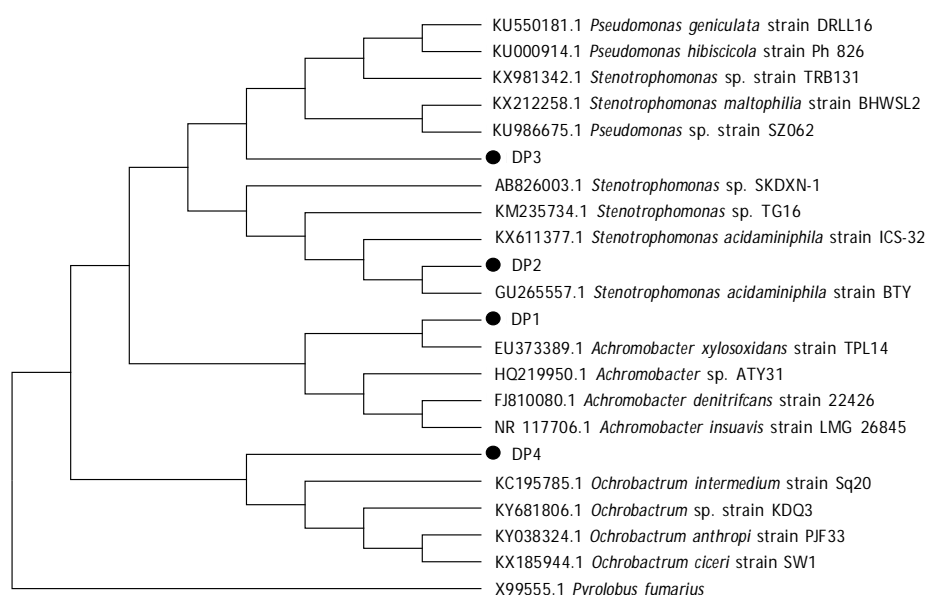 KU550181.1 Pseudomonas geniculata strain DRLL16
KU000914.1 Pseudomonas hibiscicola strain Ph 826
KX981342.1 Stenotrophomonas sp. strain TRB131
KX212258.1 Stenotrophomonas maltophilia strain BHWSL2
KU986675.1 Pseudomonas sp. strain SZ062
DP3
AB826003.1 Stenotrophomonas sp. SKDXN-1
KM235734.1 Stenotrophomonas sp. TG16
KX611377.1 Stenotrophomonas acidaminiphila strain ICS-32
DP2
GU265557.1 Stenotrophomonas acidaminiphila strain BTY
DP1
EU373389.1 Achromobacter xylosoxidans strain TPL14
HQ219950.1 Achromobacter sp. ATY31
FJ810080.1 Achromobacter denitrifcans strain 22426
NR 117706.1 Achromobacter insuavis strain LMG 26845
DP4
KC195785.1 Ochrobactrum intermedium strain Sq20
KY681806.1 Ochrobactrum sp. strain KDQ3
KY038324.1 Ochrobactrum anthropi strain PJF33
KX185944.1 Ochrobactrum ciceri strain SW1
X99555.1 Pyrolobus fumarius